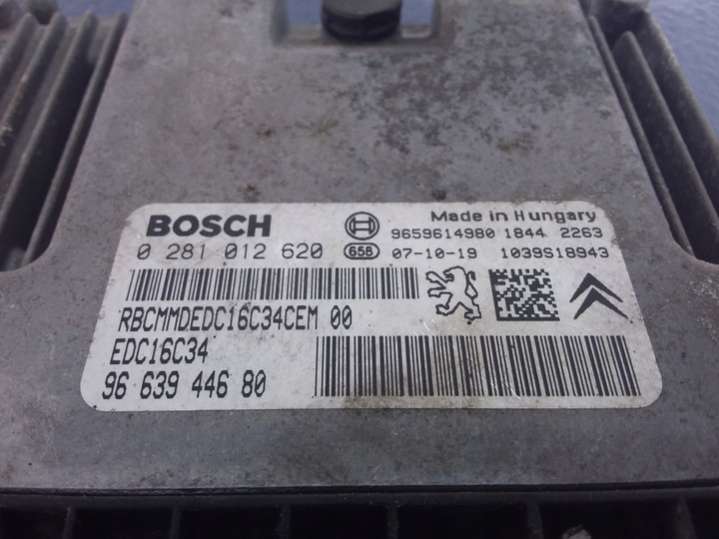 BOSCH
Made in Hungary
9659614980 1844 2263
0 281 012 620 658 07-10-19 1039S18943
RBCMMDEDC16C34CEM 00
EDC16C34
96 639 446 80